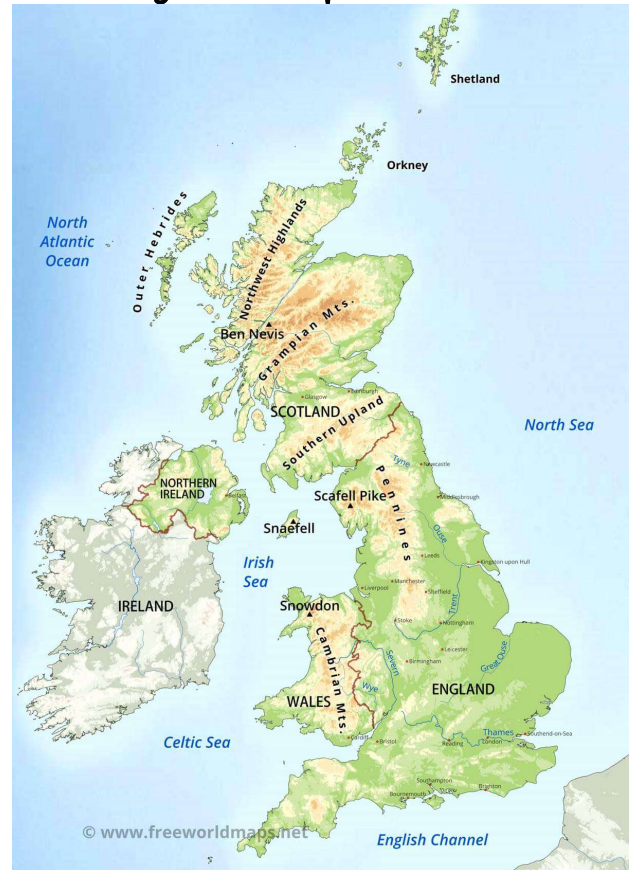 Shetland
Orkney
Outer Hebrides
North
Atlantic
Ocean
Northwest Highlands
Ben Nevis
Grampian Mts.
Glasgow
Edinburgh
SCOTLAND
Southern Upland
North Sea
Tyne
Newcastle
NORTHERN
IRELAND
Belfast
Scafell Pike
Pennines
Middlesbrough
Snaefell
Ouse
Irish
Sea
Leeds
Kingston upon Hull
Liverpool
Manchester
Sheffield
IRELAND
Snowdon
Trent
Stoke
Nottingham
Cambrian Mts.
Severn
Leicester
Great Ouse
Birmingham
Wye
ENGLAND
WALES
Celtic Sea
Cardiff
Bristol
Thames
Southend-on-Sea
Reading
London
Southampton
Bournemouth
Brighton
© www.freeworldmaps.net
English Channel